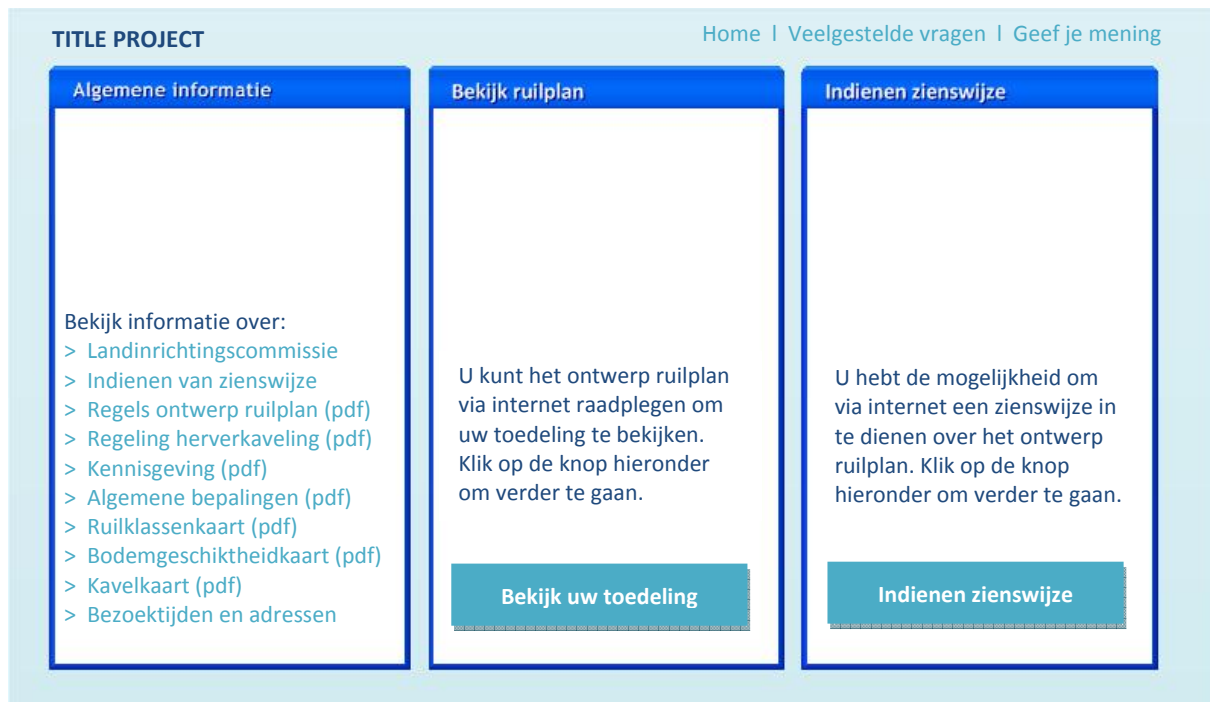 TITLE PROJECT
Home l Veelgestelde vragen l Geef je mening
Algemene informatie
Bekijk informatie over:
> Landinrichtingscommissie
> Indienen van zienswijze
> Regels ontwerp ruilplan (pdf)
> Regeling herverkaveling (pdf)
> Kennisgeving (pdf)
> Algemene bepalingen (pdf)
> Ruilklassenkaart (pdf)
> Bodemgeschiktheidkaart (pdf)
> Kavelkaart (pdf)
> Bezoektijden en adressen
Bekijk ruilplan
U kunt het ontwerp ruilplan
via internet raadplegen om
uw toedeling te bekijken.
Klik op de knop hieronder
om verder te gaan.
Bekijk uw toedeling
Indienen zienswijze
U hebt de mogelijkheid om
via internet een zienswijze in
te dienen over het ontwerp
ruilplan. Klik op de knop
hieronder om verder te gaan.
Indienen zienswijze